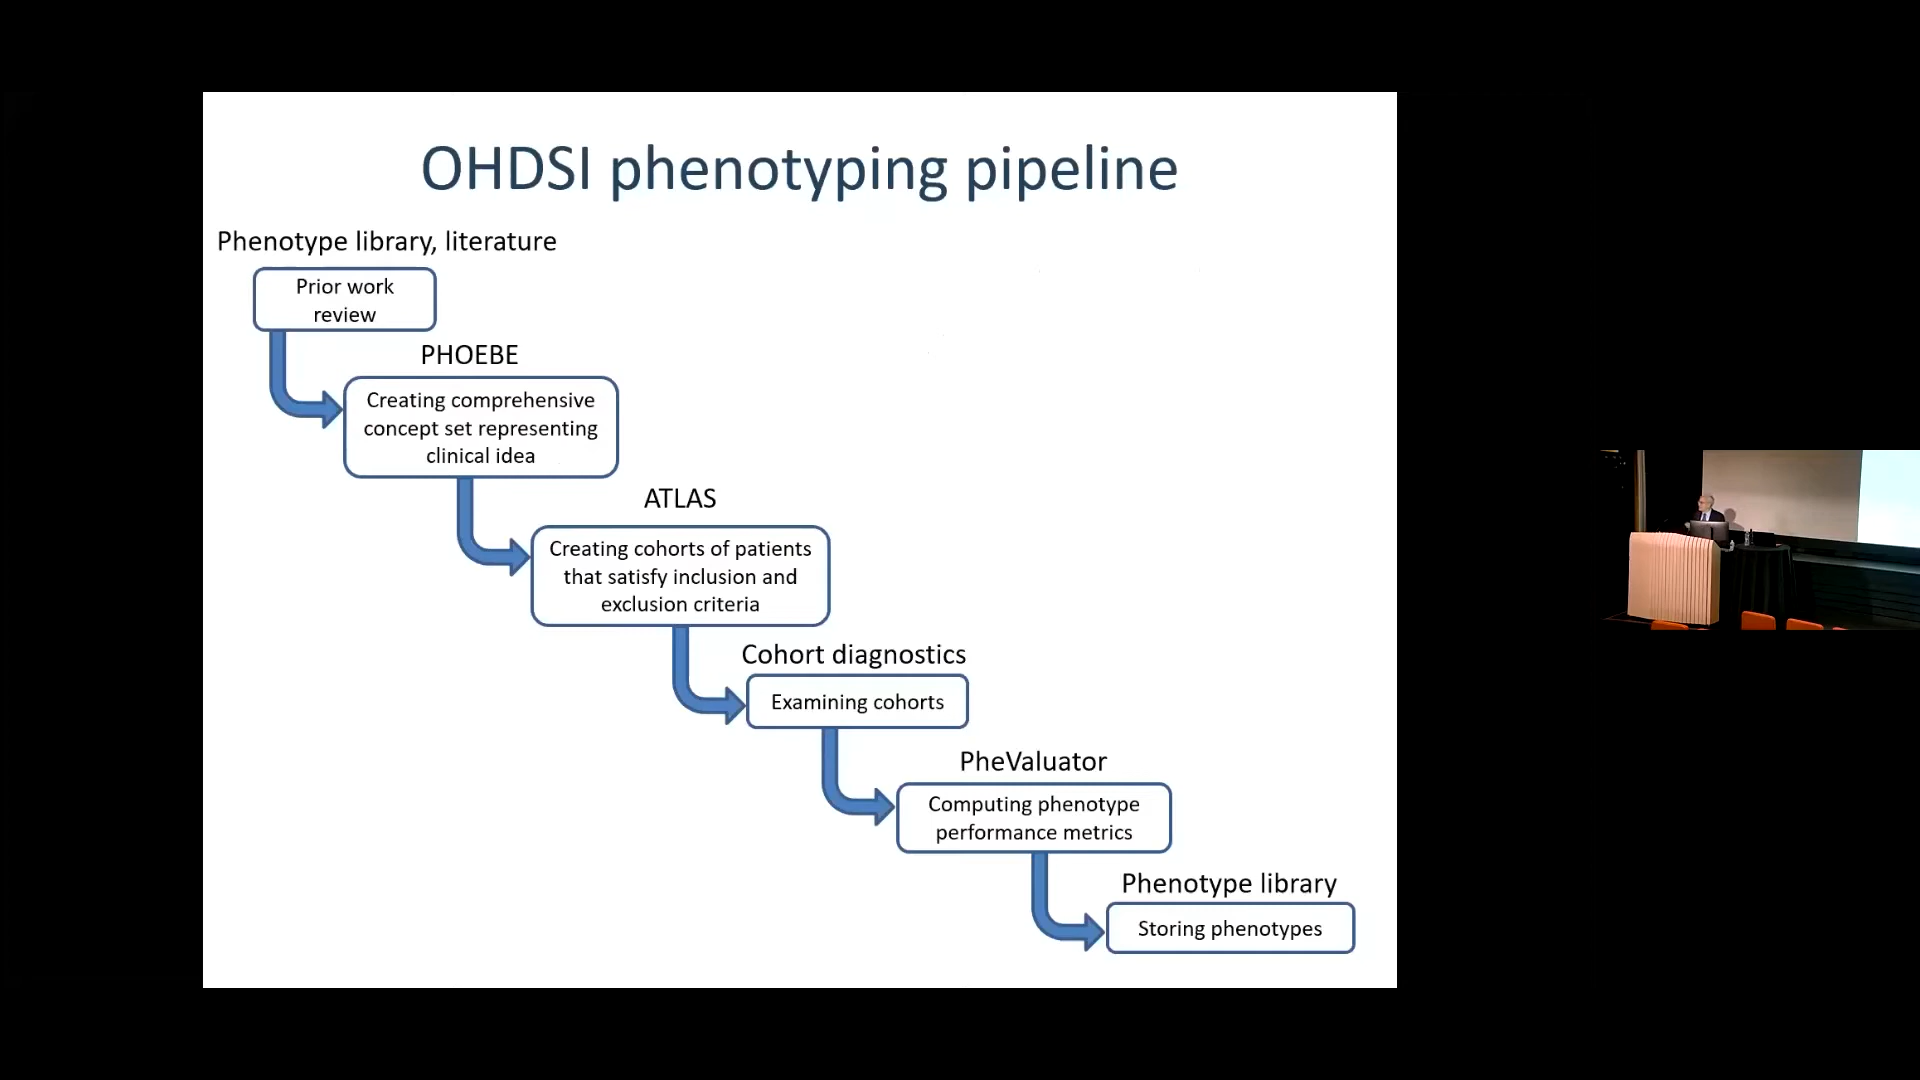 OHDSI phenotyping pipeline
Phenotype library, literature
Prior work
review
PHOEBE
Creating comprehensive
concept set representing
clinical idea
ATLAS
Creating cohorts of patients
that satisfy inclusion and
exclusion criteria
Cohort diagnostics
Examining cohorts
PheValuator
Computing phenotype
performance metrics
Phenotype library
Storing phenotypes